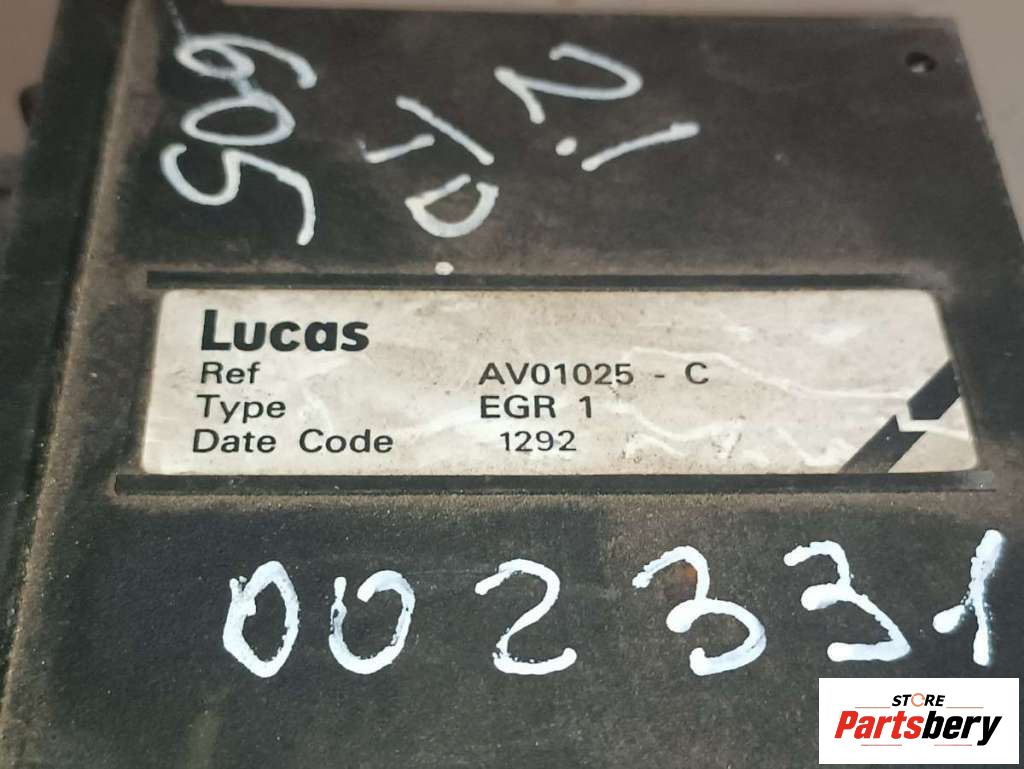 605
T.D.
2.1
Lucas
Ref AV01025 - C
Type EGR 1
Date Code 1292
002331
STORE
Partsbery